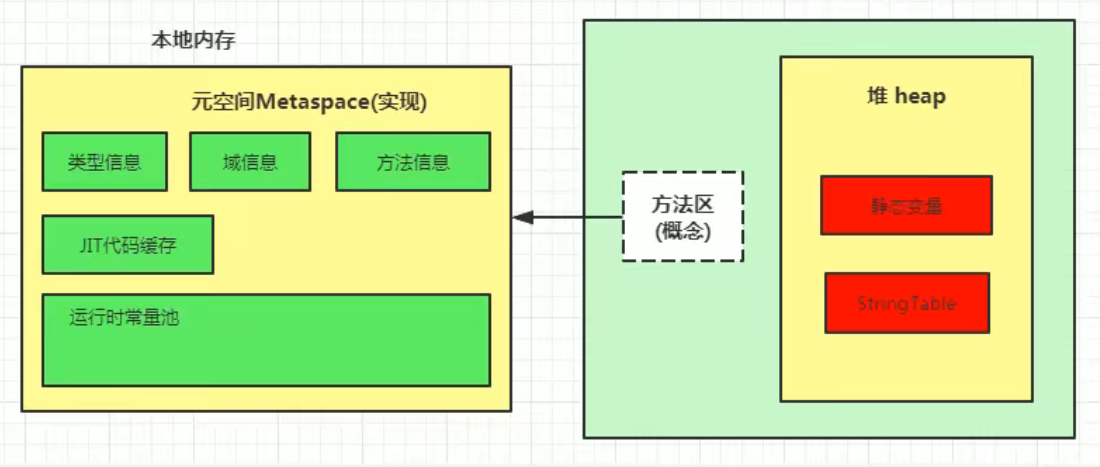 本地内存
元空间Metaspace(实现)
类型信息
域信息
方法信息
JIT代码缓存
运行时常量池
方法区
(概念)
堆 heap
静态变量
StringTable